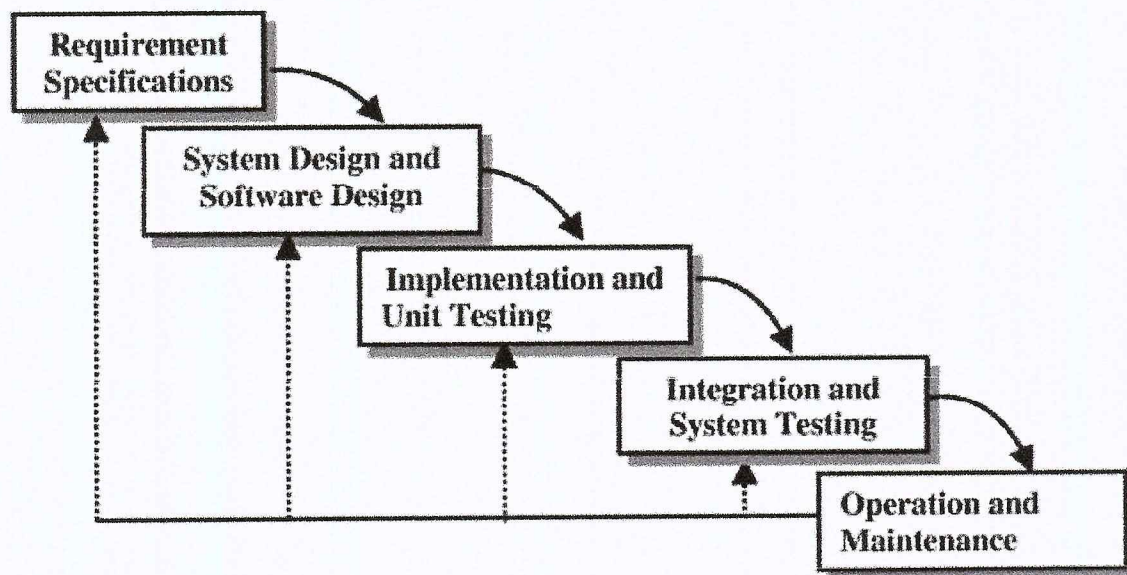 Requirement
Specifications
System Design and
Software Design
Implementation and
Unit Testing
Integration and
System Testing
Operation and
Maintenance